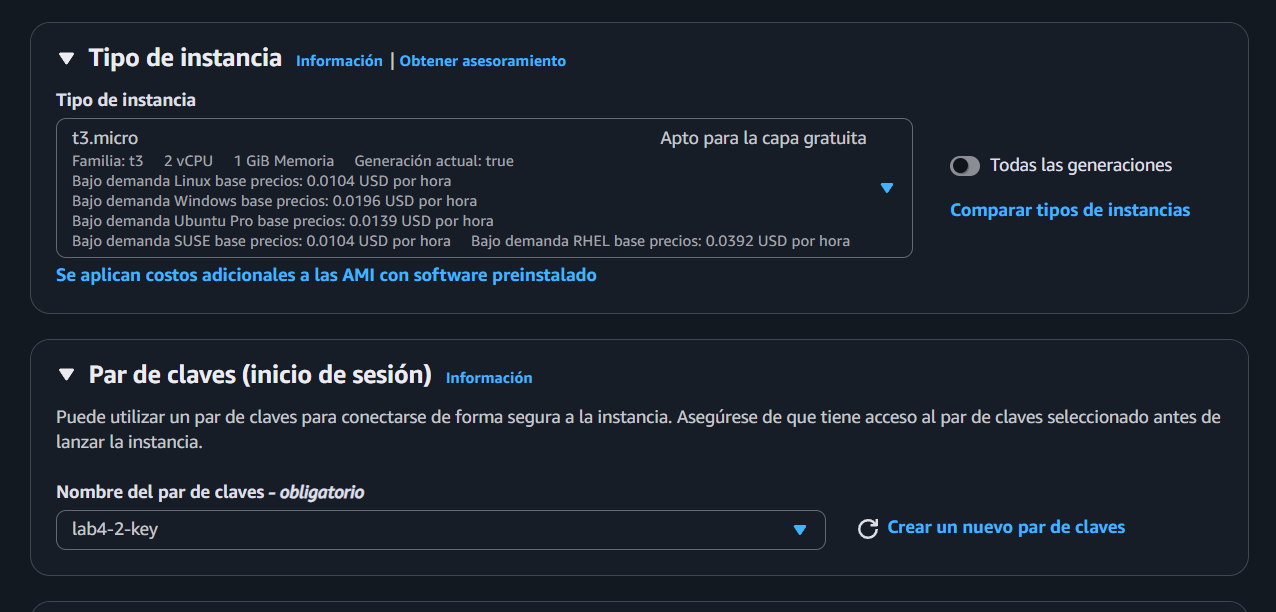 Tipo de instancia Información | Obtener asesoramiento
Tipo de instancia
t3.micro Apto para la capa gratuita
Familia: t3 2 vCPU 1 GiB Memoria Generación actual: true
Bajo demanda Linux base precios: 0.0104 USD por hora
Bajo demanda Windows base precios: 0.0196 USD por hora
Bajo demanda Ubuntu Pro base precios: 0.0139 USD por hora
Bajo demanda SUSE base precios: 0.0104 USD por hora Bajo demanda RHEL base precios: 0.0392 USD por hora
Todas las generaciones
Comparar tipos de instancias
Se aplican costos adicionales a las AMI con software preinstalado
Par de claves (inicio de sesión) Información
Puede utilizar un par de claves para conectarse de forma segura a la instancia. Asegúrese de que tiene acceso al par de claves seleccionado antes de
lanzar la instancia.
Nombre del par de claves - obligatorio
lab4-2-key
Crear un nuevo par de claves